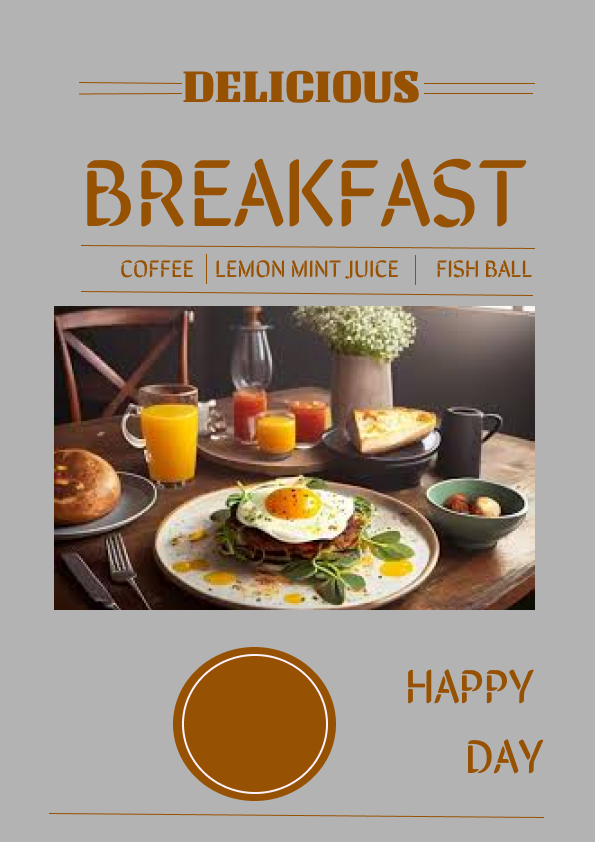 DELICIOUS
BREAKFAST
COFFEE | LEMON MINT JUICE | FISH BALL
HAPPY
DAY